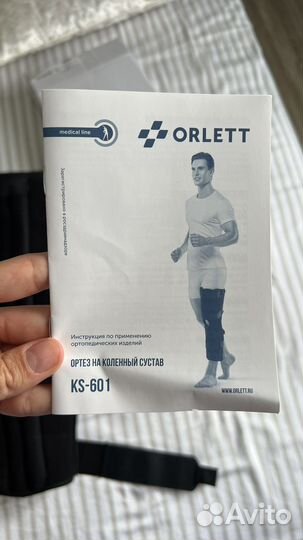 medical line
ORLETT
Зарегистрировано в росздравнадзоре
Инструкция по применению
ортопедических изделий
ОРТЕЗ НА КОЛЕННЫЙ СУСТАВ
KS-601
WWW.ORLETT.RU
Avito